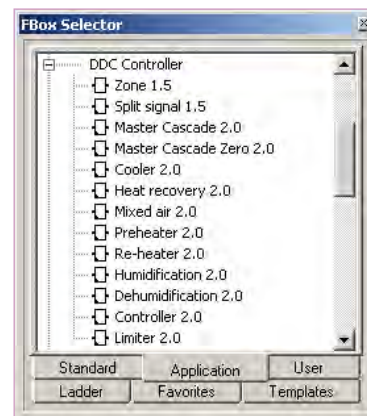 FBox Selector
DDC Controller
Zone 1.5
Split signal 1.5
Master Cascade 2.0
Master Cascade Zero 2.0
Cooler 2.0
Heat recovery 2.0
Mixed air 2.0
Preheater 2.0
Re-heater 2.0
Humidification 2.0
Dehumidification 2.0
Controller 2.0
Limiter 2.0
Standard Application User
Ladder Favorites Templates